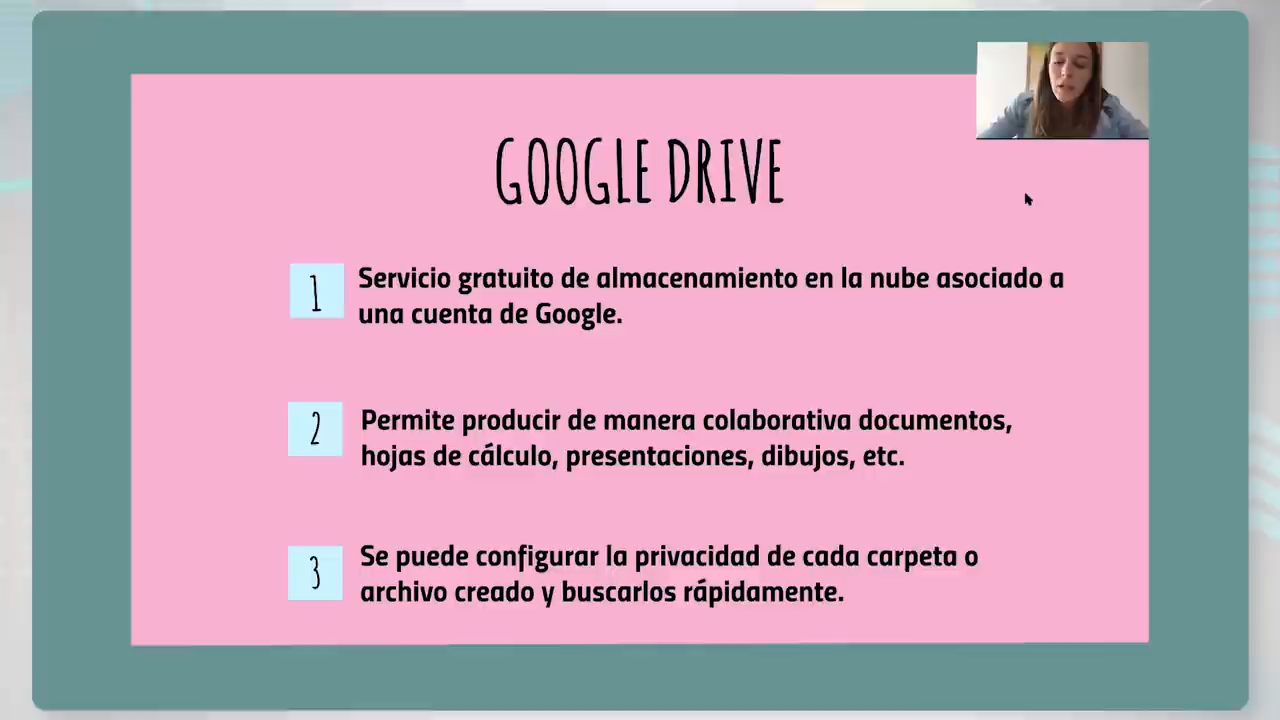 GOOGLE DRIVE
1
Servicio gratuito de almacenamiento en la nube asociado a
una cuenta de Google.
2
Permite producir de manera colaborativa documentos,
hojas de cálculo, presentaciones, dibujos, etc.
3
Se puede configurar la privacidad de cada carpeta o
archivo creado y buscarlos rápidamente.